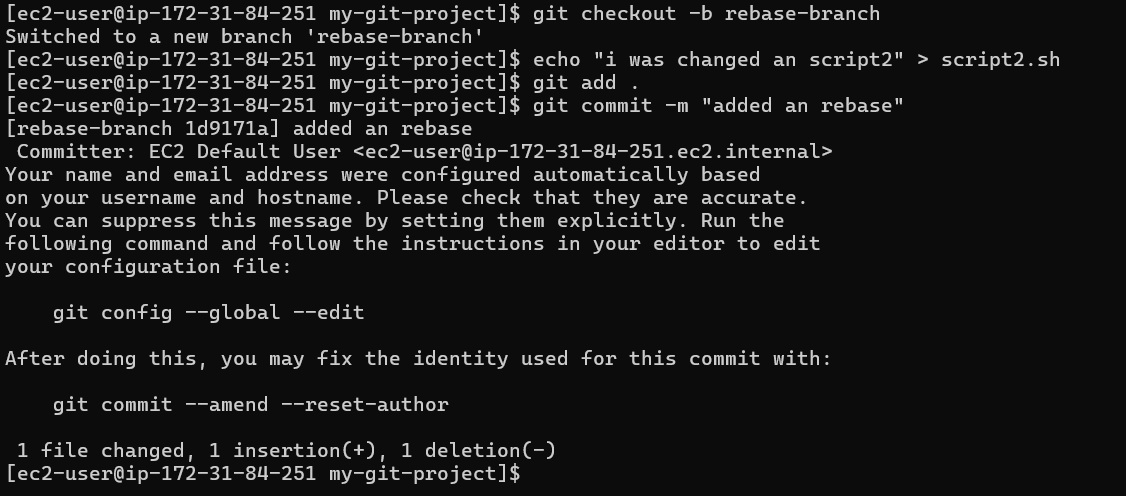 [ec2-user@ip-172-31-84-251 my-git-project]$ git checkout -b rebase-branch
Switched to a new branch 'rebase-branch'
[ec2-user@ip-172-31-84-251 my-git-project]$ echo "i was changed an script2" > script2.sh
[ec2-user@ip-172-31-84-251 my-git-project]$ git add .
[ec2-user@ip-172-31-84-251 my-git-project]$ git commit -m "added an rebase"
[rebase-branch 1d9171a] added an rebase
 Committer: EC2 Default User <ec2-user@ip-172-31-84-251.ec2.internal>
Your name and email address were configured automatically based
on your username and hostname. Please check that they are accurate.
You can suppress this message by setting them explicitly. Run the
following command and follow the instructions in your editor to edit
your configuration file:

    git config --global --edit

After doing this, you may fix the identity used for this commit with:

    git commit --amend --reset-author

 1 file changed, 1 insertion(+), 1 deletion(-)
[ec2-user@ip-172-31-84-251 my-git-project]$